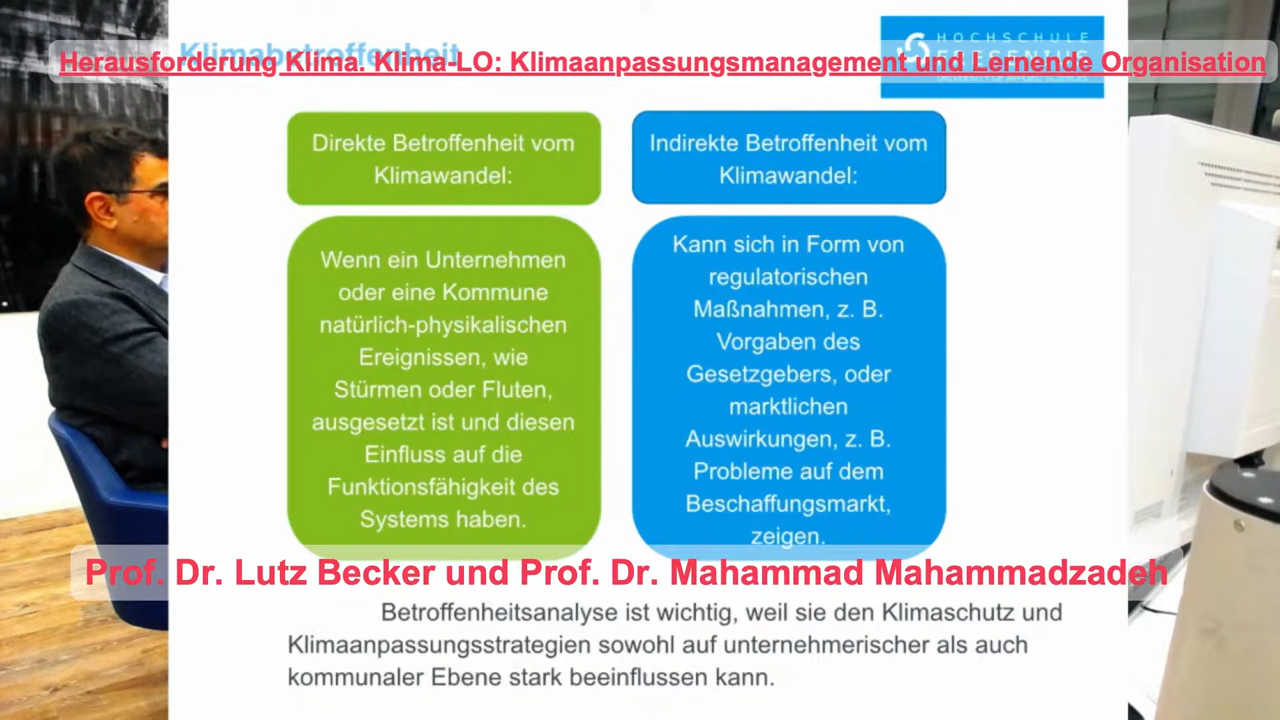 Klimabetroffenheit
HOCHSCHULE
FRESENIUS
Herausforderung Klima. Klima-LO: Klimaanpassungsmanagement und Lernende Organisation
Direkte Betroffenheit vom
Klimawandel:
Wenn ein Unternehmen
oder eine Kommune
natürlich-physikalischen
Ereignissen, wie
Stürmen oder Fluten,
ausgesetzt ist und diesen
Einfluss auf die
Funktionsfähigkeit des
Systems haben.
Indirekte Betroffenheit vom
Klimawandel:
Kann sich in Form von
regulatorischen
Maßnahmen, z. B.
Vorgaben des
Gesetzgebers, oder
marktlichen
Auswirkungen, z. B.
Probleme auf dem
Beschaffungsmarkt,
zeigen.
Prof. Dr. Lutz Becker und Prof. Dr. Mahammad Mahammadzadeh
Betroffenheitsanalyse ist wichtig, weil sie den Klimaschutz und
Klimaanpassungsstrategien sowohl auf unternehmerischer als auch
kommunaler Ebene stark beeinflussen kann.